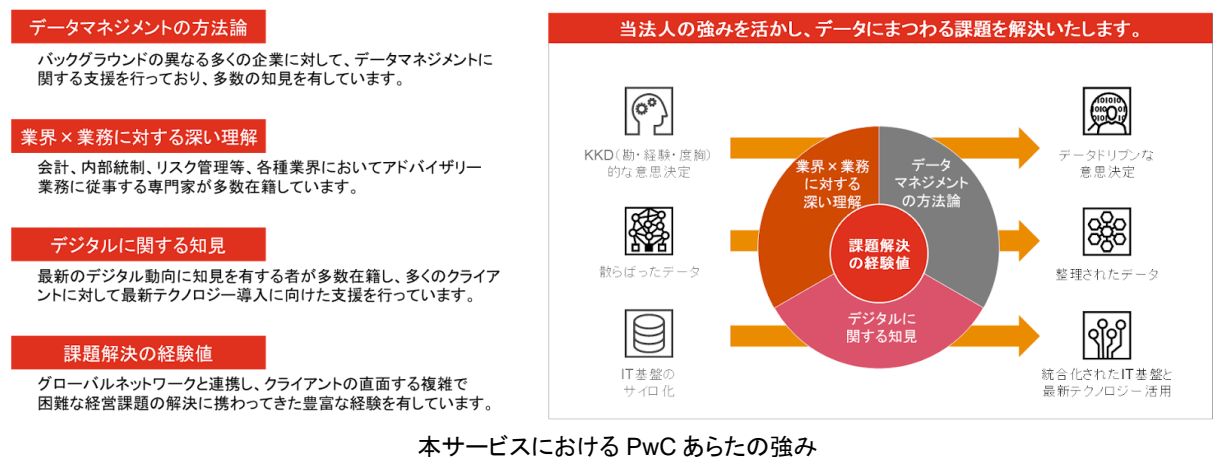 データマネジメントの方法論
バックグラウンドの異なる多くの企業に対して、データマネジメントに
関する支援を行っており、多数の知見を有しています。
業界×業務に対する深い理解
会計、内部統制、リスク管理等、各種業界においてアドバイザリー
業務に従事する専門家が多数在籍しています。
デジタルに関する知見
最新のデジタル動向に知見を有する者が多数在籍し、多くのクライア
ントに対して最新テクノロジー導入に向けた支援を行っています。
課題解決の経験値
グローバルネットワークと連携し、クライアントの直面する複雑で
困難な経営課題の解決に携わってきた豊富な経験を有しています。
当法人の強みを活かし、データにまつわる課題を解決いたします。
KKD(勘・経験・度胸)
的な意思決定
散らばったデータ
IT基盤の
サイロ化
業界×業務
に対する
深い理解
データ
マネジメント
の方法論
課題解決
の経験値
デジタルに
関する知見
データドリブンな
意思決定
整理されたデータ
統合化されたIT基盤と
最新テクノロジー活用
本サービスにおける PwC あらたの強み